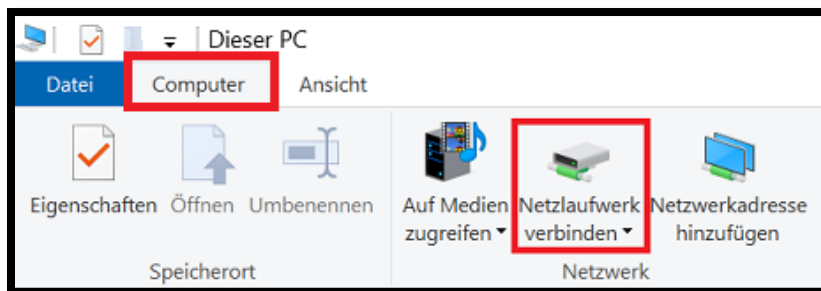 Dieser PC
Datei Computer Ansicht
Eigenschaften Öffnen Umbenennen
Auf Medien zugreifen
Netzlaufwerk verbinden
Netzwerkadresse hinzufügen
Speicherort Netzwerk